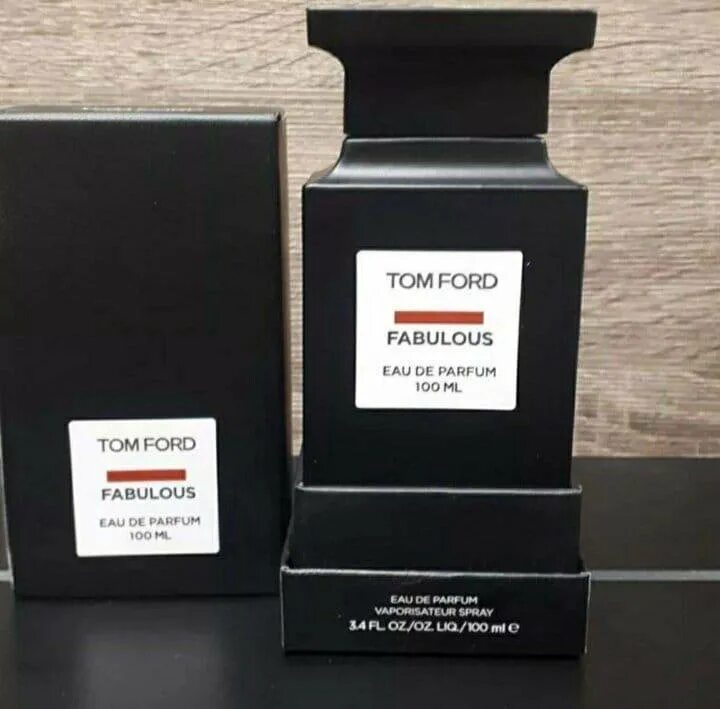 TOM FORD
FABULOUS
EAU DE PARFUM
100 ML
TOM FORD
FABULOUS
EAU DE PARFUM
100 ML
EAU DE PARFUM
VAPORISATEUR SPRAY
3.4 FL. OZ./OZ. LIQ./100 ml ℮